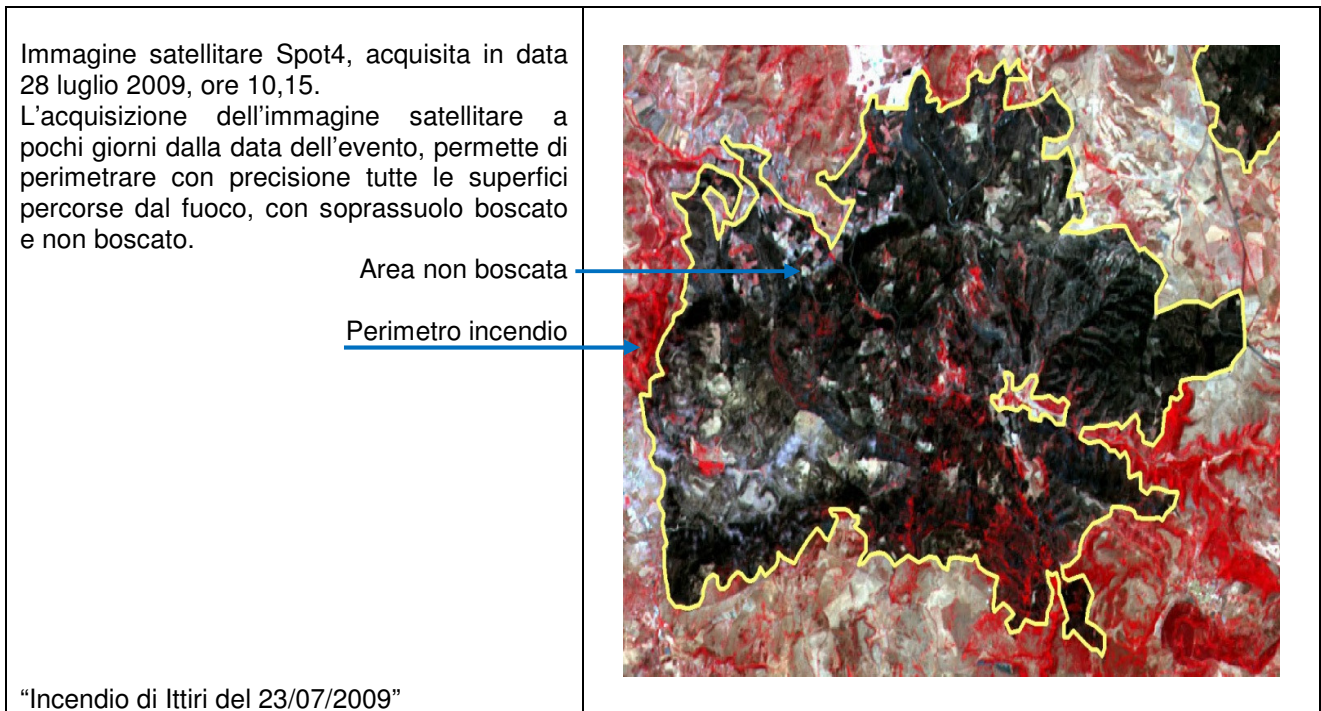 Immagine satellitare Spot4, acquisita in data
28 luglio 2009, ore 10,15.
L'acquisizione dell'immagine satellitare a
pochi giorni dalla data dell'evento, permette di
perimetrare con precisione tutte le superfici
percorse dal fuoco, con soprassuolo boscato
e non boscato.
Area non boscata
Perimetro incendio
“Incendio di Ittiri del 23/07/2009”